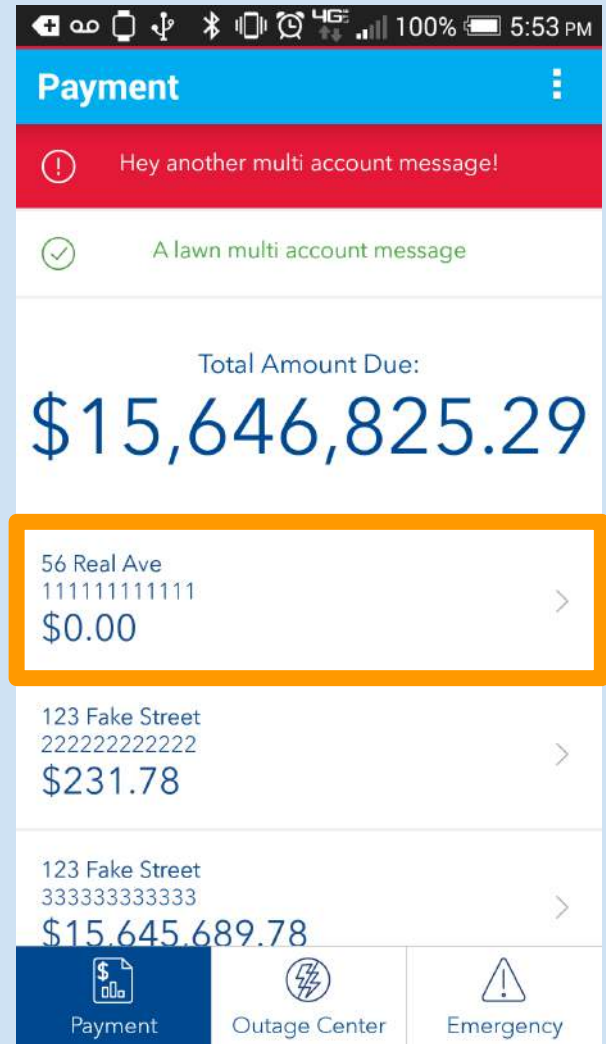 4G 100% 5:53 PM
Payment
Hey another multi account message!
A lawn multi account message
Total Amount Due:
$15,646,825.29
56 Real Ave
111111111111
$0.00
123 Fake Street
222222222222
$231.78
123 Fake Street
333333333333
$15,645,689.78
Payment Outage Center Emergency